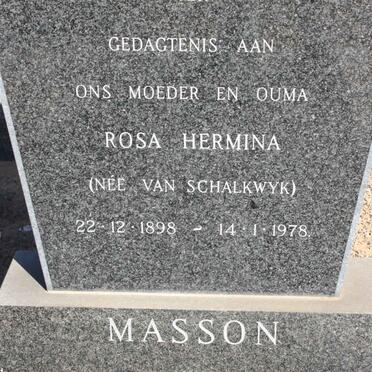 GEDAGTENIS AAN
ONS MOEDER EN OUMA
ROSA HERMINA
(NÉE VAN SCHALKWYK)
22·12·1898 – 14·1·1978.
MASSON